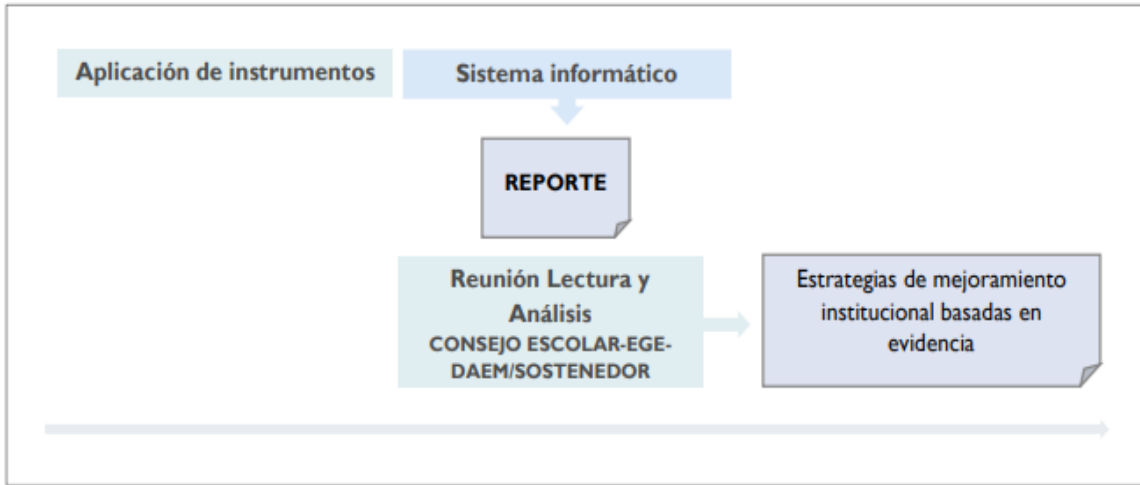 Aplicación de instrumentos
Sistema informático
REPORTE
Reunión Lectura y
Análisis
CONSEJO ESCOLAR-EGE-
DAEM/SOSTENEDOR
Estrategias de mejoramiento
institucional basadas en
evidencia